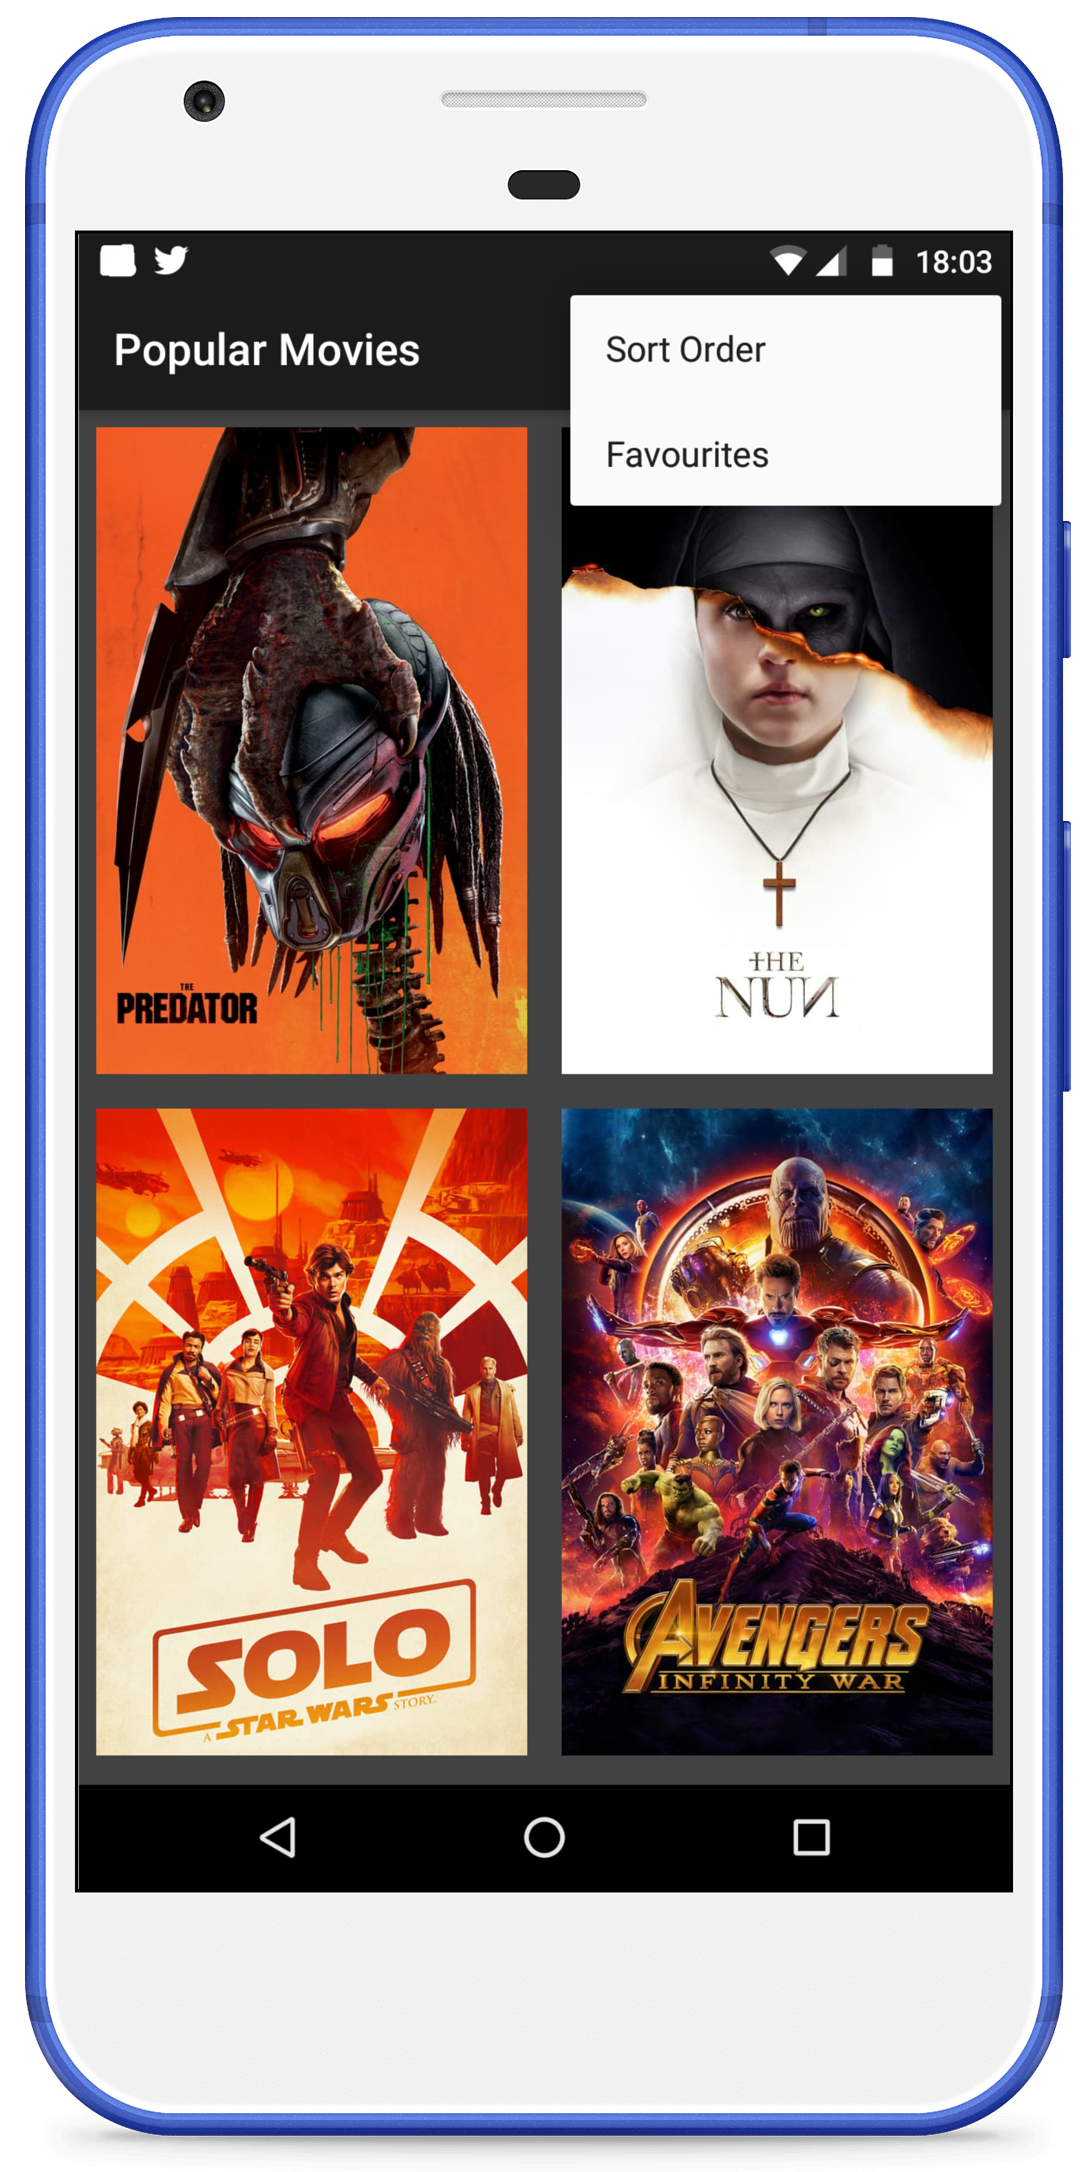 18:03
Popular Movies
Sort Order
Favourites
THE
PREDATOR
THE
NUN
SOLO
A STAR WARS STORY
AVENGERS
INFINITY WAR